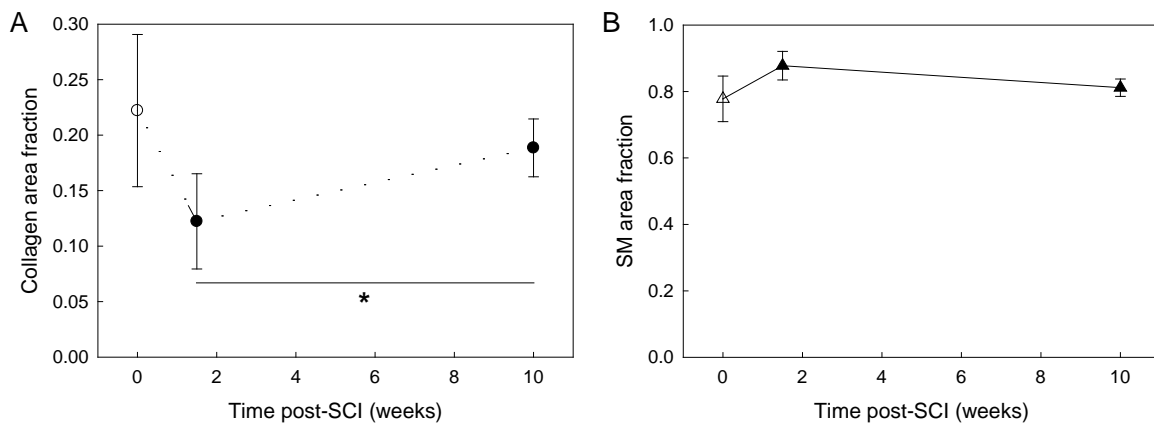 A
Collagen area fraction
0.30
0.25
0.20
0.15
0.10
0.05
0.00
*
0 2 4 6 8 10
Time post-SCI (weeks)
B
SM area fraction
1.0
0.8
0.6
0.4
0.2
0.0
0 2 4 6 8 10
Time post-SCI (weeks)